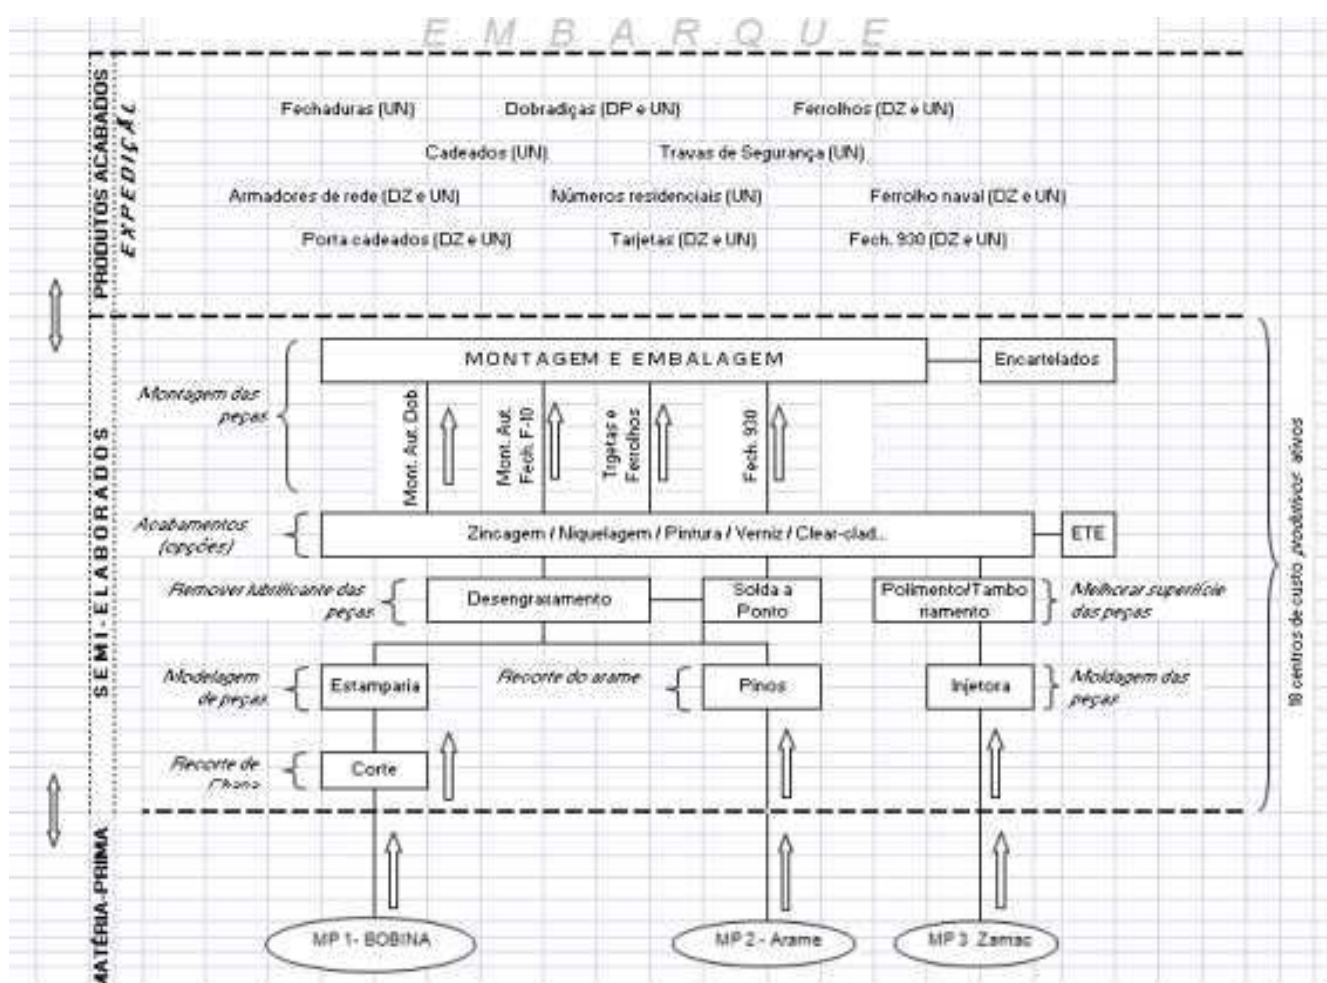 EMBARQUE
PRODUTOS ACABADOS
EXPEDIÇÃO
Fechaduras (UN)
Dobradiças (DP e UN)
Ferrolhos (DZ e UN)
Cadeados (UN)
Travas de Segurança (UN)
Armadores de rede (DZ e UN)
Números residenciais (UN)
Ferrolho naval (DZ e UN)
Porta cadeados (DZ e UN)
Tarjetas (DZ e UN)
Fech. 930 (DZ e UN)
SEMI-ELABORADOS
MONTAGEM E EMBALAGEM
Encartelados
Montagem das
peças
Mont. Aut. Dob
Mont. Aut.
Fech. F-10
Trjetas e
Ferrolhos
Fech. 930
Acabamentos
(opções)
Zincagem / Niquelagem / Pintura / Verniz / Clear-clad...
ETE
Remover lubrificante das
peças
Desengraxamento
Solda a
Ponto
Polimento/Tambo
riamento
Melhorar superfície
das peças
Modelagem
de peças
Estamparia
Recorte do arame
Pinos
Injetora
Moldagem das
peças
Recorte de
Corte
18 centros de custo produtivos ativos
MATÉRIA-PRIMA
MP 1- BOBINA
MP 2 - Arame
MP 3 Zamac